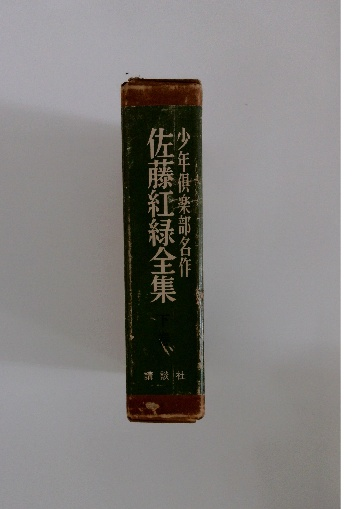 少年倶楽部名作
佐藤紅緑全集
講談社